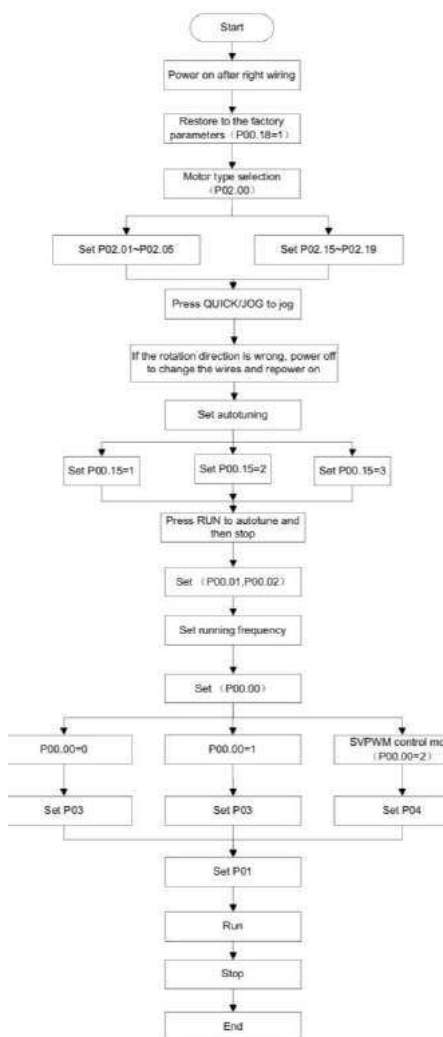 Start
Power on after right wiring
Restore to the factory
parameters (P00.18=1)
Motor type selection
(P02.00)
Set P02.01~P02.05
Set P02.15~P02.19
Press QUICK/JOG to jog
If the rotation direction is wrong, power off
to change the wires and repower on
Set autotuning
Set P00.15=1
Set P00.15=2
Set P00.15=3
Press RUN to autotune and
then stop
Set (P00.01,P00.02)
Set running frequency
Set (P00.00)
P00.00=0
P00.00=1
SVPWM control mo
(P00.00=2)
Set P03
Set P03
Set P04
Set P01
Run
Stop
End